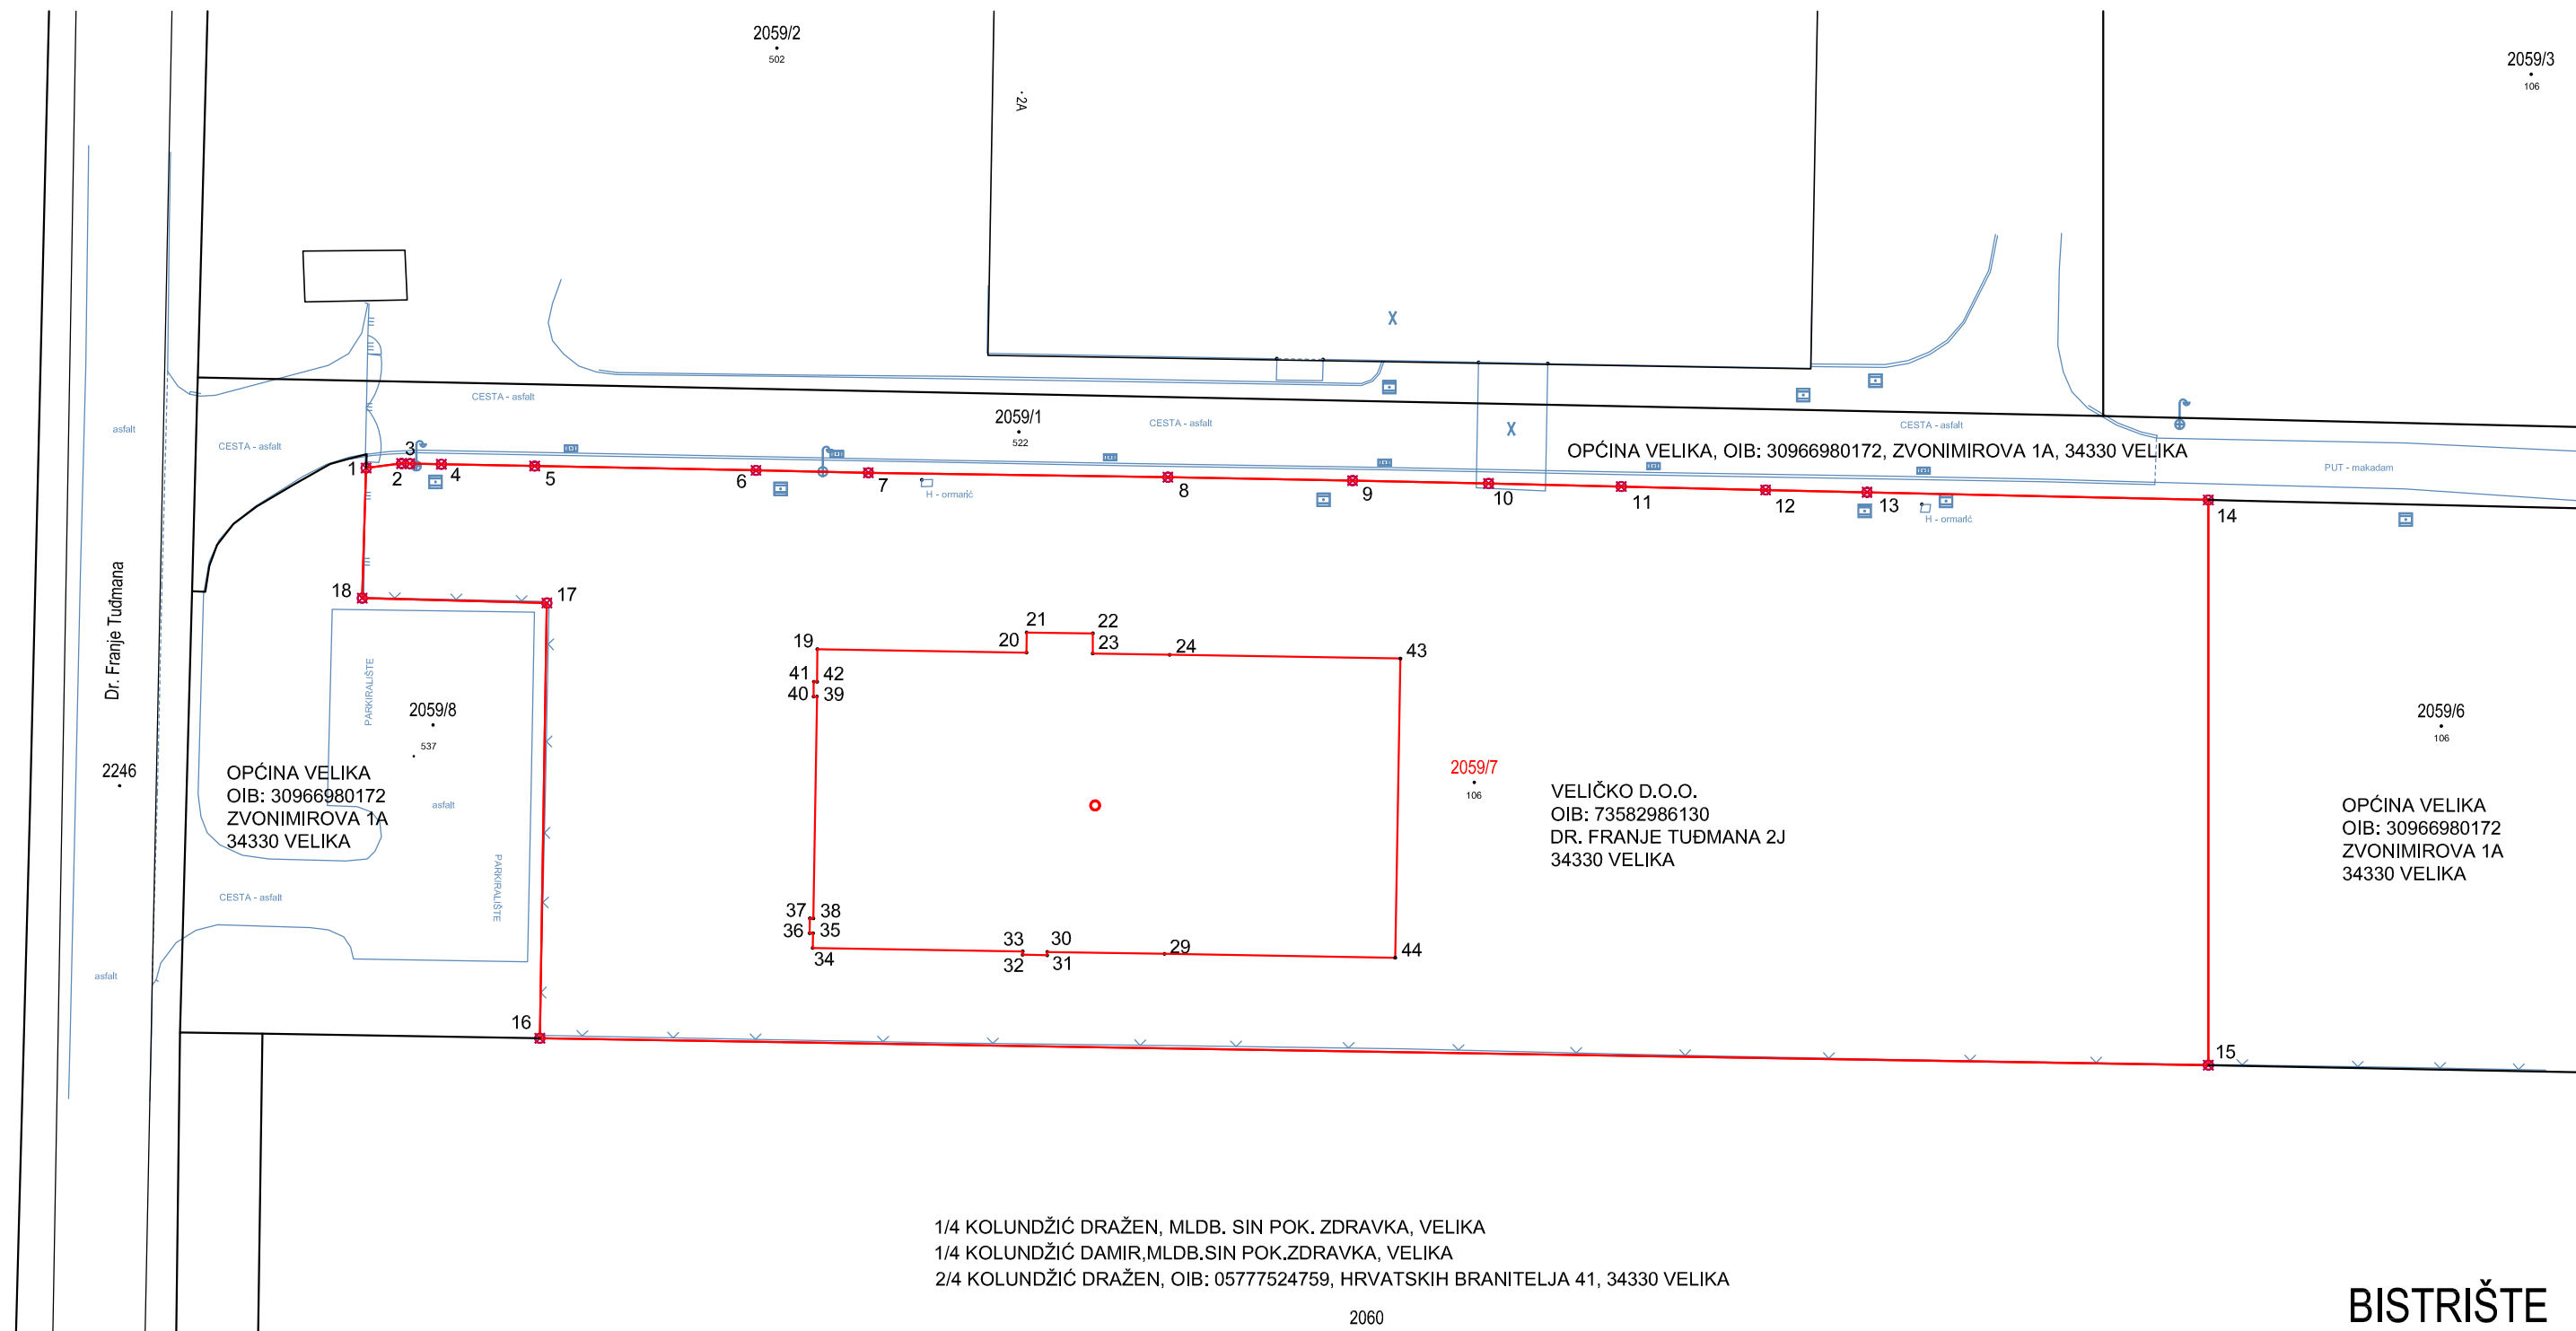 2059/2
502
2059/3
106
2A
X
CESTA - asfalt
2059/1
522
CESTA - asfalt
CESTA - asfalt
asfalt
CESTA - asfalt
X
OPĆINA VELIKA, OIB: 30966980172, ZVONIMIROVA 1A, 34330 VELIKA
PUT - makadam
1
2
3
4
5
6
7
8
9
10
11
12
13
14
H - ormarić
H - ormarić
Dr. Franje Tuđmana
18
17
19
20
21
22
23
24
43
41
42
40
39
PARKIRALIŠTE
2059/8
537
2246
OPĆINA VELIKA
OIB: 30966980172
ZVONIMIROVA 1A
34330 VELIKA
asfalt
PARKIRALIŠTE
CESTA - asfalt
asfalt
2059/7
106
VELIČKO D.O.O.
OIB: 73582986130
DR. FRANJE TUĐMANA 2J
34330 VELIKA
2059/6
106
OPĆINA VELIKA
OIB: 30966980172
ZVONIMIROVA 1A
34330 VELIKA
37
38
36
35
34
33
32
30
31
29
44
16
15
1/4 KOLUNDŽIĆ DRAŽEN, MLDB. SIN POK. ZDRAVKA, VELIKA
1/4 KOLUNDŽIĆ DAMIR,MLDB.SIN POK.ZDRAVKA, VELIKA
2/4 KOLUNDŽIĆ DRAŽEN, OIB: 05777524759, HRVATSKIH BRANITELJA 41, 34330 VELIKA
2060
BISTRIŠTE